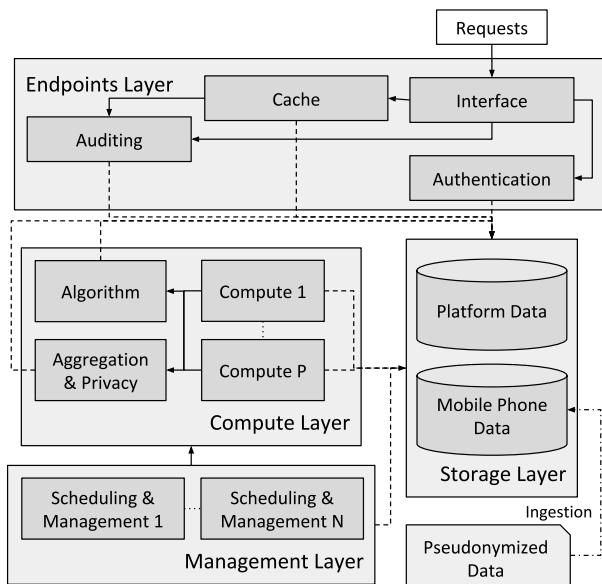 Requests
Endpoints Layer
Cache
Interface
Auditing
Authentication
Algorithm
Compute 1
Platform Data
Aggregation
& Privacy
Compute P
Mobile Phone
Data
Compute Layer
Storage Layer
Scheduling &
Management 1
Scheduling &
Management N
Management Layer
Ingestion
Pseudonymized
Data